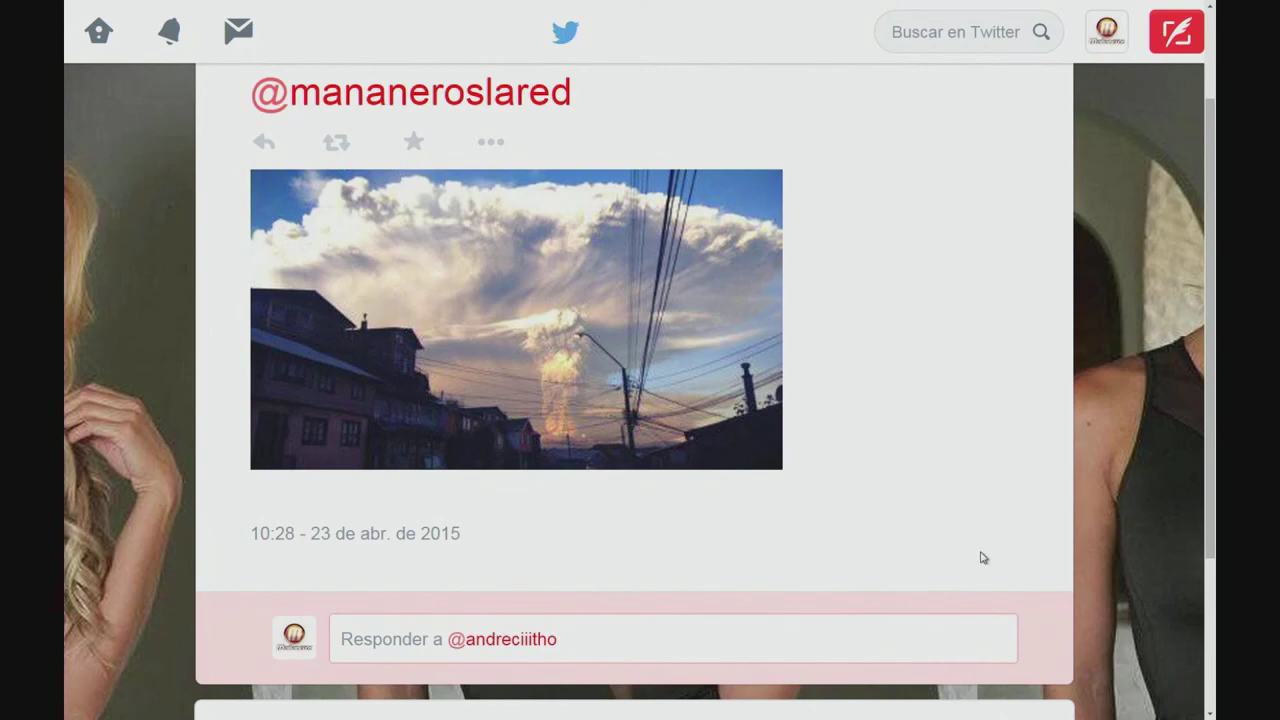 Buscar en Twitter
@mananeroslared
10:28 - 23 de abr. de 2015
Responder a @andreciiitho